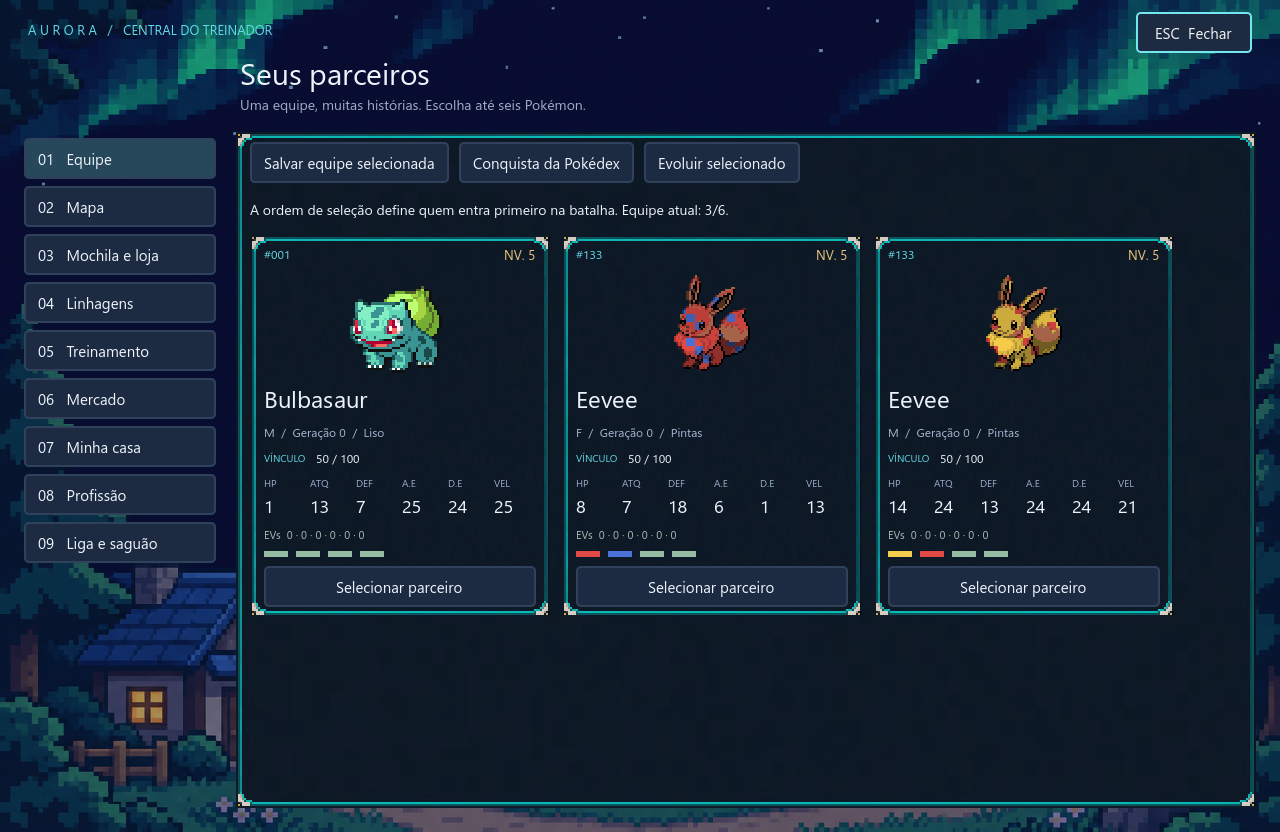 AURORA / CENTRAL DO TREINADOR
ESC Fechar
Seus parceiros
Uma equipe, muitas histórias. Escolha até seis Pokémon.
01 Equipe
02 Mapa
03 Mochila e loja
04 Linhagens
05 Treinamento
06 Mercado
07 Minha casa
08 Profissão
09 Liga e saguão
Salvar equipe selecionada
Conquista da Pokédex
Evoluir selecionado
A ordem de seleção define quem entra primeiro na batalha. Equipe atual: 3/6.
#001 NV. 5
Bulbasaur
M / Geração 0 / Liso
VÍNCULO 50 / 100
HP ATQ DEF A.E D.E VEL
1 13 7 25 24 25
EVs 0 · 0 · 0 · 0 · 0 · 0
Selecionar parceiro
#133 NV. 5
Eevee
F / Geração 0 / Pintas
VÍNCULO 50 / 100
HP ATQ DEF A.E D.E VEL
8 7 18 6 1 13
EVs 0 · 0 · 0 · 0 · 0 · 0
Selecionar parceiro
#133 NV. 5
Eevee
M / Geração 0 / Pintas
VÍNCULO 50 / 100
HP ATQ DEF A.E D.E VEL
14 24 13 24 24 21
EVs 0 · 0 · 0 · 0 · 0 · 0
Selecionar parceiro